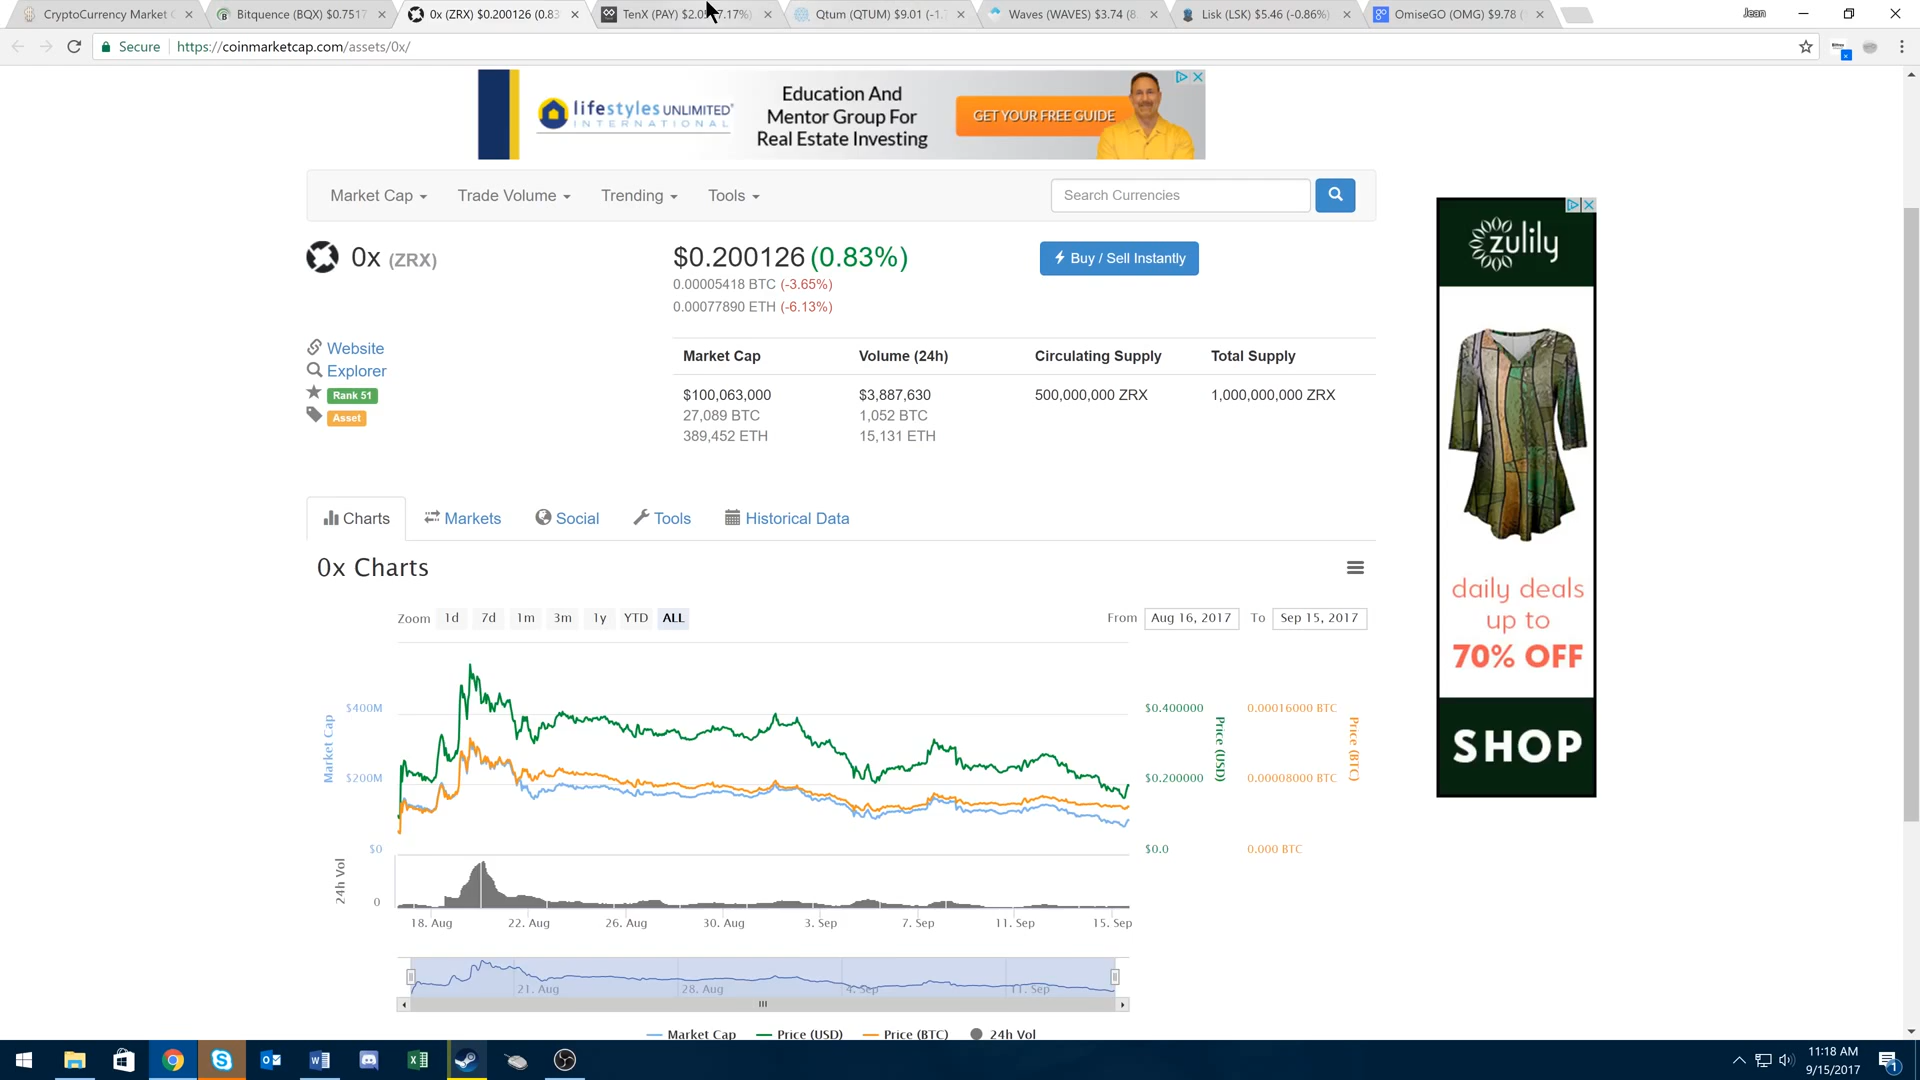 CryptoCurrency Market C
Bitquence (BQX) $0.7517
0x (ZRX) $0.200126 (0.83
TenX (PAY) $2.0 7.17%)
Qtum (QTUM) $9.01 (-1.
Waves (WAVES) $3.74 (8.
Lisk (LSK) $5.46 (-0.86%)
OmiseGO (OMG) $9.78 (
Jean
Secure
https://coinmarketcap.com/assets/0x/
lifestyles UNLIMITED
INTERNATIONAL
Education And
Mentor Group For
Real Estate Investing
GET YOUR FREE GUIDE
Market Cap
Trade Volume
Trending
Tools
Search Currencies
0x (ZRX)
$0.200126 (0.83%)
0.00005418 BTC (-3.65%)
0.00077890 ETH (-6.13%)
Buy / Sell Instantly
Website
Explorer
Rank 51
Asset
Market Cap Volume (24h) Circulating Supply Total Supply
$100,063,000 $3,887,630 500,000,000 ZRX 1,000,000,000 ZRX
27,089 BTC 1,052 BTC
389,452 ETH 15,131 ETH
zulily
daily deals
up to
70% OFF
SHOP
Charts
Markets
Social
Tools
Historical Data
0x Charts
Zoom 1d 7d 1m 3m 1y YTD ALL
From Aug 16, 2017 To Sep 15, 2017
Market Cap
$400M
$200M
$0
$0.400000
$0.200000
$0.0
Price (USD)
0.00016000 BTC
0.00008000 BTC
0.000 BTC
Price (BTC)
24h Vol
0
18. Aug 22. Aug 26. Aug 30. Aug 3. Sep 7. Sep 11. Sep 15. Sep
21. Aug 28. Aug 4. Sep 11. Sep
Market Cap Price (USD) Price (BTC) 24h Vol
11:18 AM
9/15/2017
1